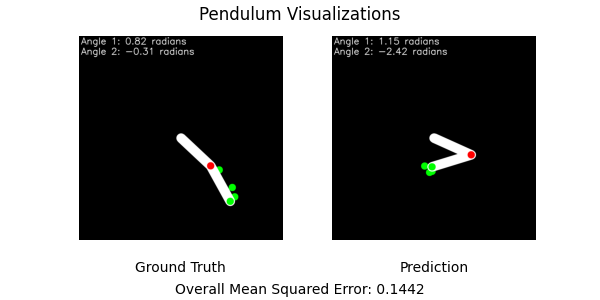 Pendulum Visualizations
Angle 1: 0.82 radians
Angle 2: −0.31 radians
Angle 1: 1.15 radians
Angle 2: −2.42 radians
Ground Truth
Prediction
Overall Mean Squared Error: 0.1442